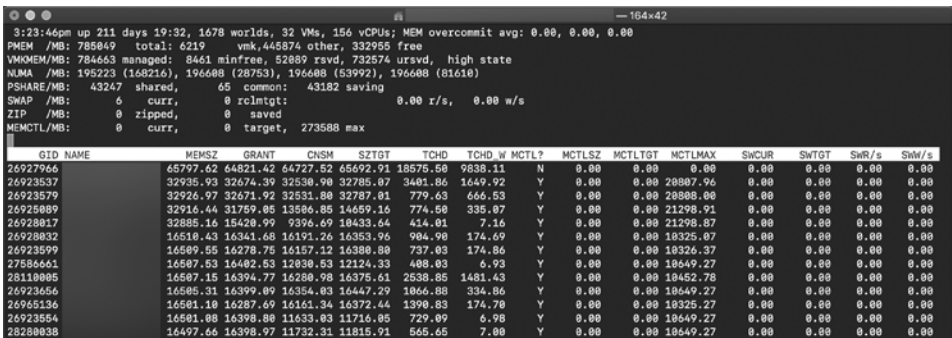 — 164×42
3:23:46pm up 211 days 19:32, 1678 worlds, 32 VMs, 156 vCPUs; MEM overcommit avg: 0.00, 0.00, 0.00
PMEM /MB: 785049 total: 6219 vmk,445874 other, 332955 free
VMKMEM/MB: 784663 managed: 8461 minfree, 52089 rsvd, 732574 ursvd, high state
NUMA /MB: 195223 (168216), 196608 (28753), 196608 (53992), 196608 (81610)
PSHARE/MB: 43247 shared, 65 common: 43182 saving
SWAP /MB: 6 curr, 0 rclmtgt: 0.00 r/s, 0.00 w/s
ZIP /MB: 0 zipped, 0 saved
MEMCTL/MB: 0 curr, 0 target, 273588 max
GID NAME MEMSZ GRANT CNSM SZTGT TCHD TCHD_W MCTL? MCTLSZ MCTLTGT MCTLMAX SWCUR SWTGT SWR/s SWW/s
26927966 65797.62 64821.42 64727.52 65692.91 18575.50 9838.11 N 0.00 0.00 0.00 0.00 0.00 0.00 0.00
26923537 32935.93 32674.39 32530.90 32785.07 3401.86 1649.92 Y 0.00 0.00 20807.96 0.00 0.00 0.00 0.00
26923579 32926.97 32671.92 32531.80 32787.01 779.63 666.53 Y 0.00 0.00 20808.00 0.00 0.00 0.00 0.00
26925089 32916.44 31759.05 13506.85 14659.16 774.50 335.07 Y 0.00 0.00 21298.91 0.00 0.00 0.00 0.00
26928017 32885.16 15420.99 9396.69 10433.64 414.01 7.16 Y 0.00 0.00 21298.87 0.00 0.00 0.00 0.00
26928032 16510.43 16341.68 16191.26 16353.96 904.90 174.69 Y 0.00 0.00 10325.07 0.00 0.00 0.00 0.00
26923599 16509.55 16278.75 16157.12 16380.80 737.03 174.86 Y 0.00 0.00 10326.37 0.00 0.00 0.00 0.00
27586661 16507.53 16402.53 12030.53 12124.33 408.03 6.93 Y 0.00 0.00 10649.27 0.00 0.00 0.00 0.00
28110005 16507.15 16394.77 16280.98 16375.61 2538.85 1481.43 Y 0.00 0.00 10452.78 0.00 0.00 0.00 0.00
26923656 16505.31 16399.09 16354.03 16447.29 1066.88 334.86 Y 0.00 0.00 10649.27 0.00 0.00 0.00 0.00
26965136 16501.10 16287.69 16161.34 16372.44 1390.83 174.70 Y 0.00 0.00 10325.27 0.00 0.00 0.00 0.00
26923554 16501.08 16398.80 11633.03 11716.05 729.09 6.98 Y 0.00 0.00 10649.27 0.00 0.00 0.00 0.00
28280038 16497.66 16398.97 11732.31 11815.91 565.65 7.00 Y 0.00 0.00 10649.27 0.00 0.00 0.00 0.00